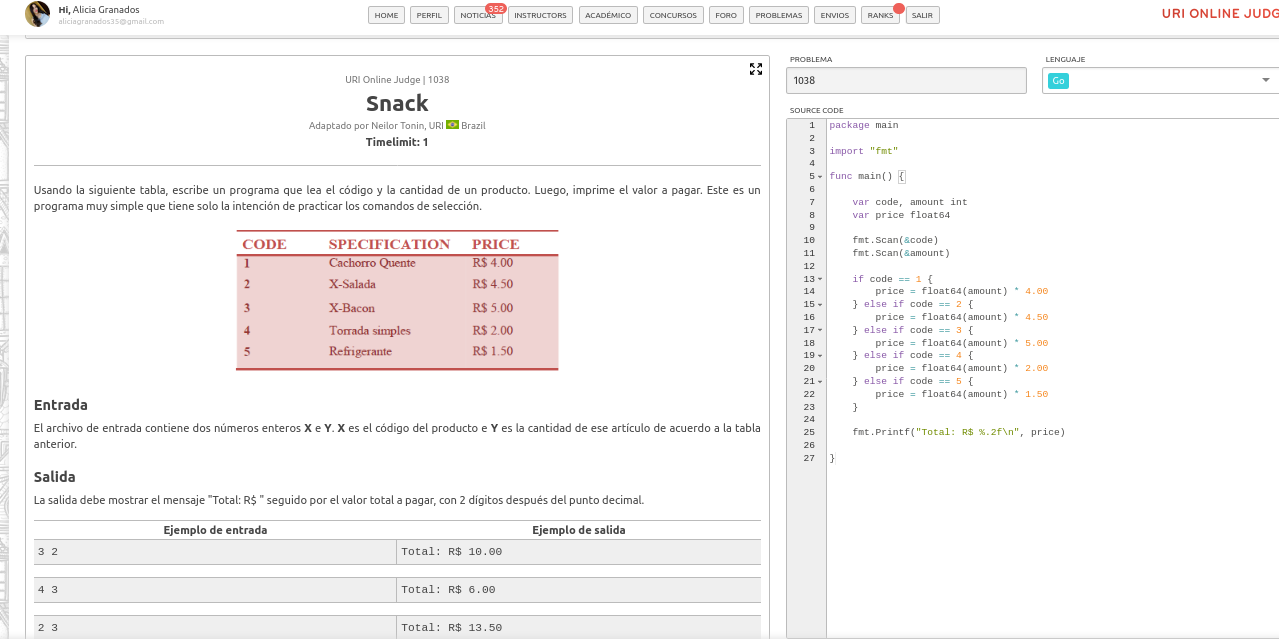 Hi, Alicia Granados
aliciagranados35@gmail.com
HOME
PERFIL
NOTICIAS
352
INSTRUCTORS
ACADÉMICO
CONCURSOS
FORO
PROBLEMAS
ENVIOS
RANKS
SALIR
URI ONLINE JUDG
URI Online Judge | 1038
Snack
Adaptado por Neilor Tonin, URI Brazil
Timelimit: 1
Usando la siguiente tabla, escribe un programa que lea el código y la cantidad de un producto. Luego, imprime el valor a pagar. Este es un
programa muy simple que tiene solo la intención de practicar los comandos de selección.
CODE SPECIFICATION PRICE
1 Cachorro Quente R$ 4.00
2 X-Salada R$ 4.50
3 X-Bacon R$ 5.00
4 Torrada simples R$ 2.00
5 Refrigerante R$ 1.50
Entrada
El archivo de entrada contiene dos números enteros X e Y. X es el código del producto e Y es la cantidad de ese artículo de acuerdo a la tabla
anterior.
Salida
La salida debe mostrar el mensaje "Total: R$ " seguido por el valor total a pagar, con 2 dígitos después del punto decimal.
Ejemplo de entrada Ejemplo de salida
3 2 Total: R$ 10.00
4 3 Total: R$ 6.00
2 3 Total: R$ 13.50
PROBLEMA
1038
LENGUAJE
Go
SOURCE CODE
1 package main
2
3 import "fmt"
4
5 func main() {
6
7 var code, amount int
8 var price float64
9
10 fmt.Scan(&code)
11 fmt.Scan(&amount)
12
13 if code == 1 {
14 price = float64(amount) * 4.00
15 } else if code == 2 {
16 price = float64(amount) * 4.50
17 } else if code == 3 {
18 price = float64(amount) * 5.00
19 } else if code == 4 {
20 price = float64(amount) * 2.00
21 } else if code == 5 {
22 price = float64(amount) * 1.50
23 }
24
25 fmt.Printf("Total: R$ %.2f\n", price)
26
27 }